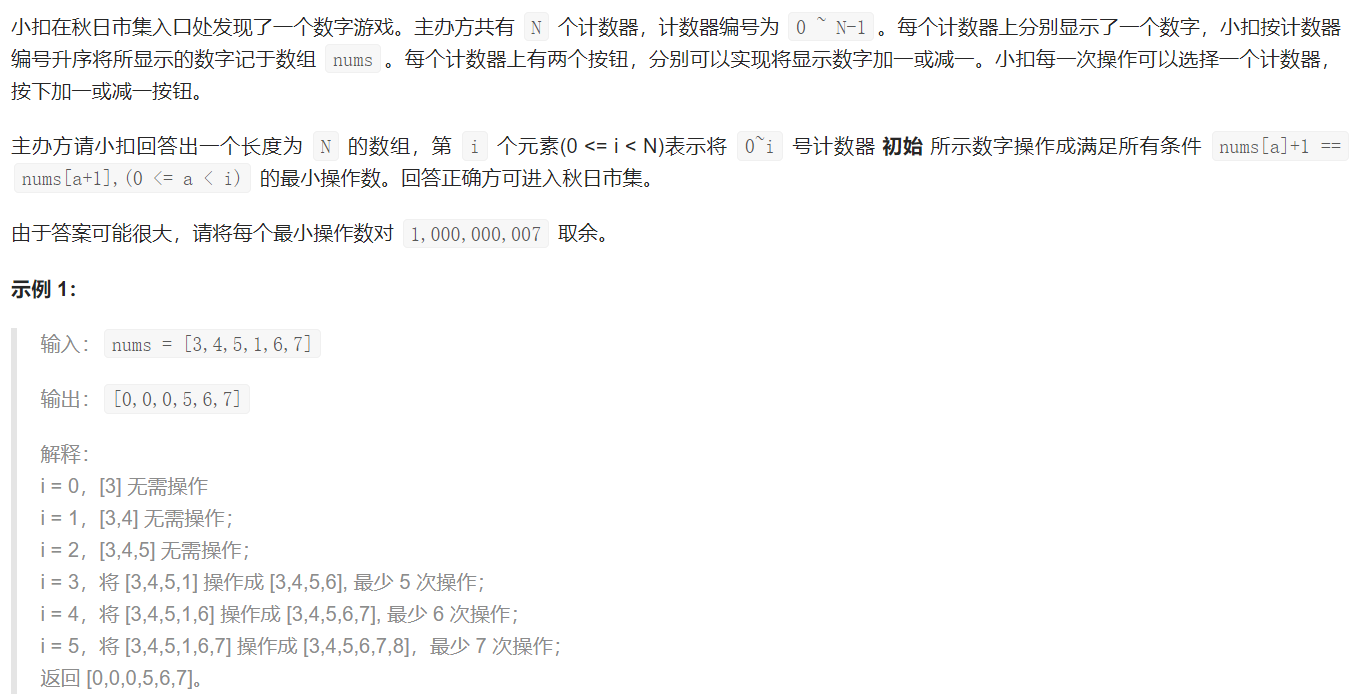 小扣在秋日市集入口处发现了一个数字游戏。主办方共有 N 个计数器，计数器编号为 0 ~ N-1 。每个计数器上分别显示了一个数字，小扣按计数器
编号升序将所显示的数字记于数组 nums 。每个计数器上有两个按钮，分别可以实现将显示数字加一或减一。小扣每一次操作可以选择一个计数器，
按下加一或减一按钮。
主办方请小扣回答出一个长度为 N 的数组，第 i 个元素(0 <= i < N)表示将 0~i 号计数器 初始 所示数字操作成满足所有条件 nums[a]+1 ==
nums[a+1],(0 <= a < i) 的最小操作数。回答正确方可进入秋日市集。
由于答案可能很大，请将每个最小操作数对 1,000,000,007 取余。
示例 1：
输入： nums = [3,4,5,1,6,7]
输出： [0,0,0,5,6,7]
解释：
i = 0，[3] 无需操作
i = 1，[3,4] 无需操作；
i = 2，[3,4,5] 无需操作；
i = 3，将 [3,4,5,1] 操作成 [3,4,5,6], 最少 5 次操作；
i = 4，将 [3,4,5,1,6] 操作成 [3,4,5,6,7], 最少 6 次操作；
i = 5，将 [3,4,5,1,6,7] 操作成 [3,4,5,6,7,8]，最少 7 次操作；
返回 [0,0,0,5,6,7]。